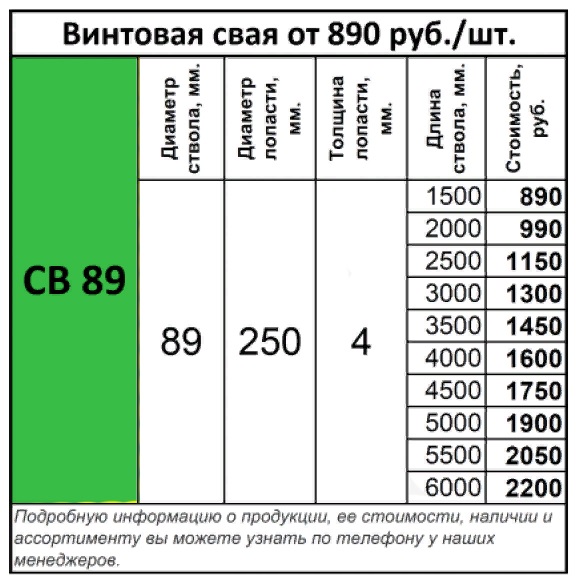 Винтовая свая от 890 руб./шт.
СВ 89
Диаметр
ствола, мм.
Диаметр
лопасти,
мм.
Толщина
лопасти,
мм.
Длина
ствола, мм.
Стоимость,
руб.
89
250
4
1500 890
2000 990
2500 1150
3000 1300
3500 1450
4000 1600
4500 1750
5000 1900
5500 2050
6000 2200
Подробную информацию о продукции, ее стоимости, наличии и
ассортименту вы можете узнать по телефону у наших
менеджеров.